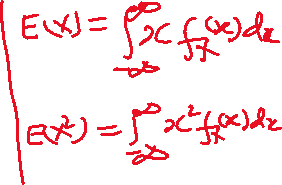 E(X) = ∫_{-∞}^{∞} x f_X(x) dx
E(X²) = ∫_{-∞}^{∞} x² f_X(x) dx